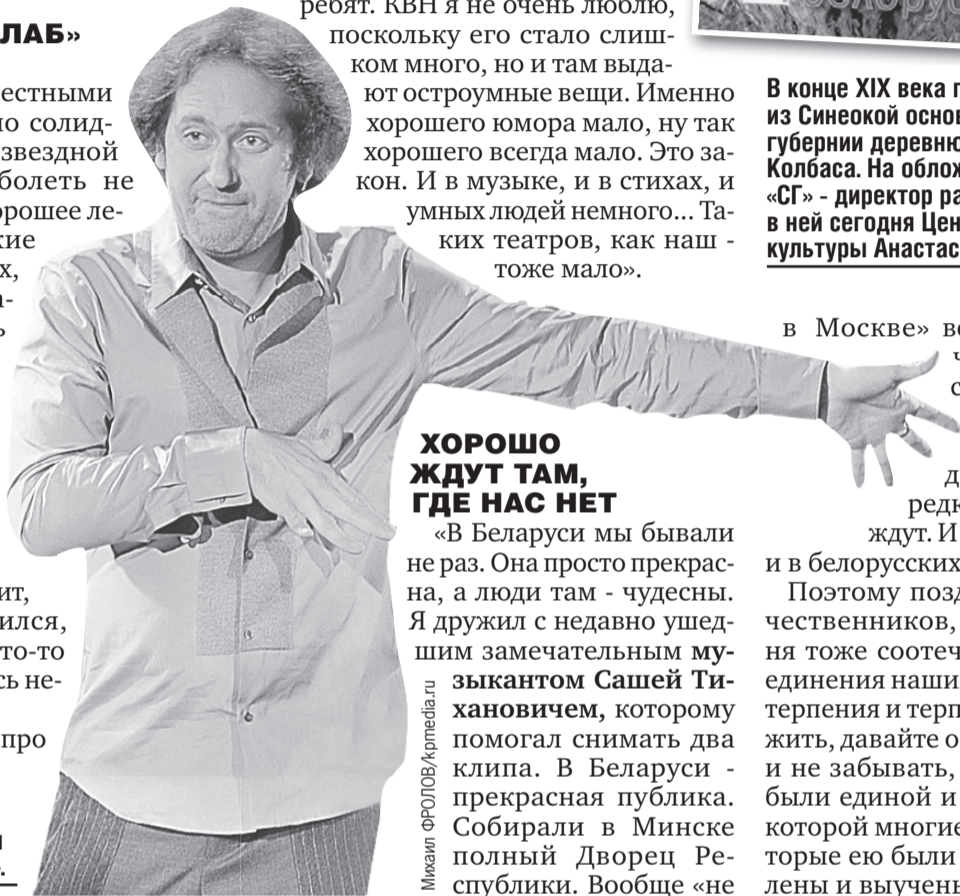 ЛАБ»
естными
но солид-
звездной
болеть не
орошее ле-
кие
х,
а-
ь
ит,
ился,
то-то
сь не-
про
ребят. КВН я не очень люблю,
поскольку его стало слиш-
ком много, но и там выда-
ют остроумные вещи. Именно
хорошего юмора мало, ну так
хорошего всегда мало. Это за-
кон. И в музыке, и в стихах, и
умных людей немного... Та-
ких театров, как наш -
тоже мало».
ХОРОШО
ЖДУТ ТАМ,
ГДЕ НАС НЕТ
«В Беларуси мы бывали
не раз. Она просто прекрас-
на, а люди там - чудесны.
Я дружил с недавно ушед-
шим замечательным му-
зыкантом Сашей Ти-
хановичем, которому
помогал снимать два
клипа. В Беларуси -
прекрасная публика.
Собирали в Минске
полный Дворец Ре-
спублики. Вообще «не
Михаил ФРОЛОВ/kpmedia.ru
В конце XIX века
из Синеокой основ
губернии деревню
Колбаса. На облож
«СГ» - директор ра
в ней сегодня Цен
культуры Анастас
в Москве» во
д
редк
ждут. И
и в белорусских
Поэтому позд
чественников,
ня тоже соотеч
единения наши
терпения и терп
жить, давайте о
и не забывать,
были единой и
которой многие
торые ею были
лены и выучены